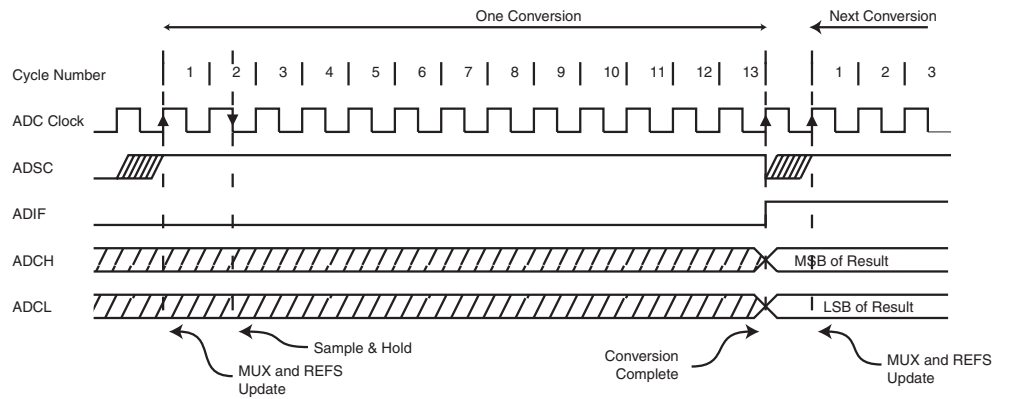 One Conversion
Next Conversion
Cycle Number
1 2 3 4 5 6 7 8 9 10 11 12 13 1 2 3
ADC Clock
ADSC
ADIF
ADCH
MSB of Result
ADCL
LSB of Result
Sample & Hold
MUX and REFS
Update
Conversion
Complete
MUX and REFS
Update